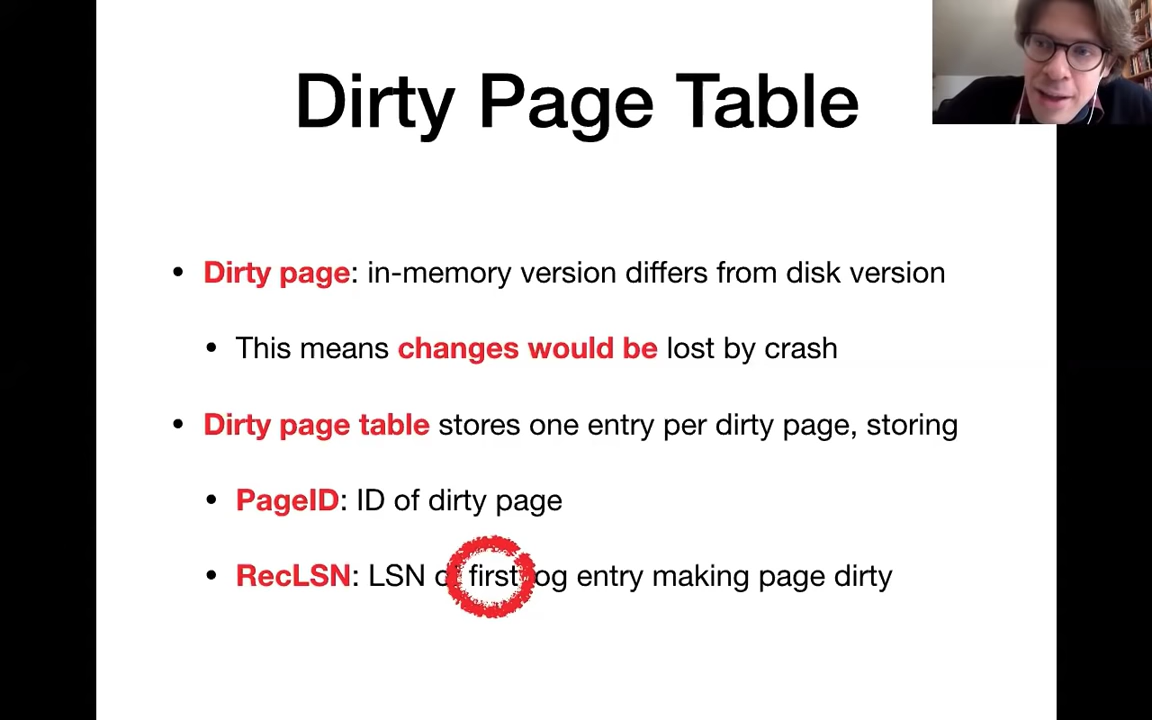 Dirty Page Table
• Dirty page: in-memory version differs from disk version
• This means changes would be lost by crash
• Dirty page table stores one entry per dirty page, storing
• PageID: ID of dirty page
• RecLSN: LSN of first log entry making page dirty